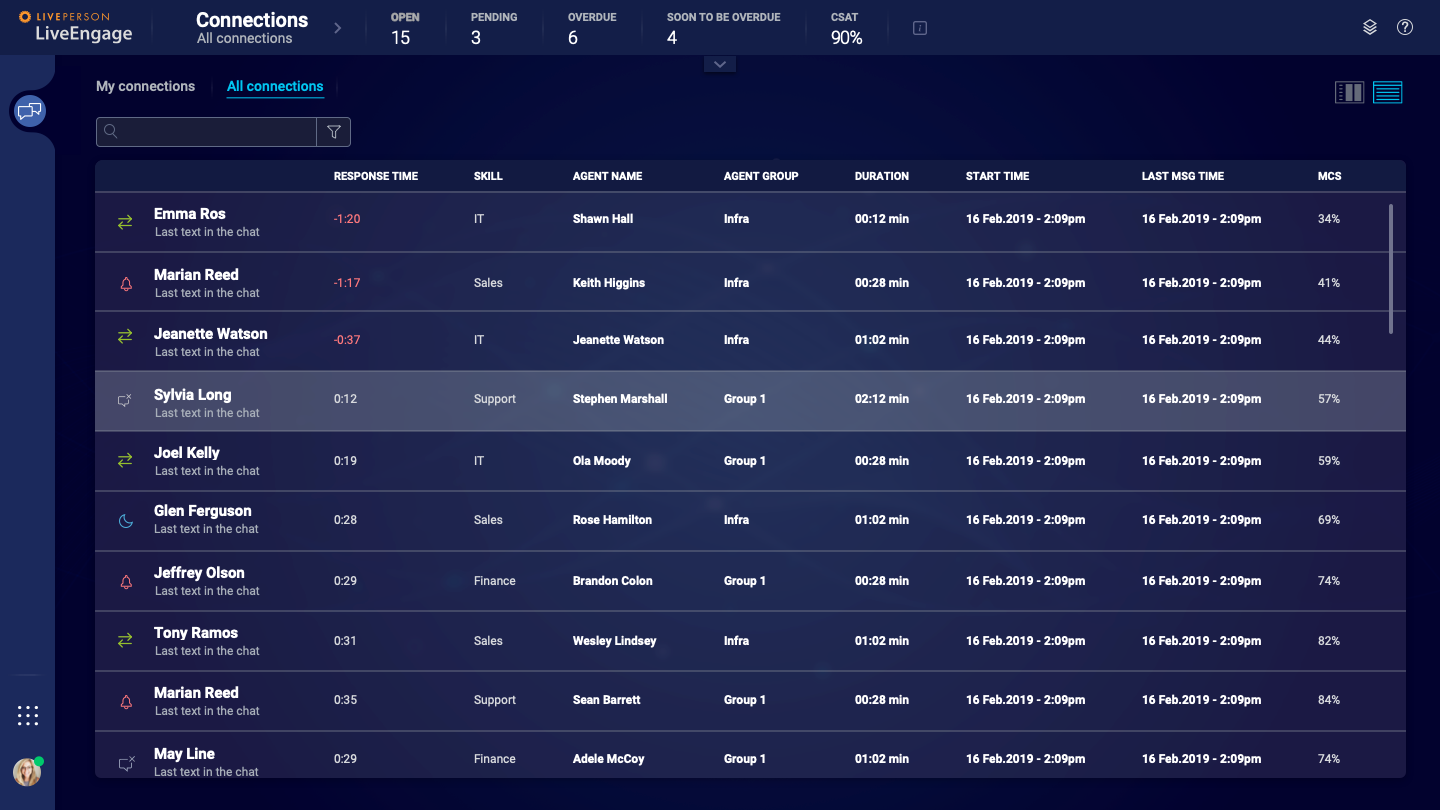 LIVEPERSON
LiveEngage
Connections
All connections
OPEN PENDING OVERDUE SOON TO BE OVERDUE CSAT
15 3 6 4 90%
My connections All connections
RESPONSE TIME SKILL AGENT NAME AGENT GROUP DURATION START TIME LAST MSG TIME MCS
Emma Ros -1:20 IT Shawn Hall Infra 00:12 min 16 Feb.2019 - 2:09pm 16 Feb.2019 - 2:09pm 34%
Last text in the chat
Marian Reed -1:17 Sales Keith Higgins Infra 00:28 min 16 Feb.2019 - 2:09pm 16 Feb.2019 - 2:09pm 41%
Last text in the chat
Jeanette Watson -0:37 IT Jeanette Watson Infra 01:02 min 16 Feb.2019 - 2:09pm 16 Feb.2019 - 2:09pm 44%
Last text in the chat
Sylvia Long 0:12 Support Stephen Marshall Group 1 02:12 min 16 Feb.2019 - 2:09pm 16 Feb.2019 - 2:09pm 57%
Last text in the chat
Joel Kelly 0:19 IT Ola Moody Group 1 00:28 min 16 Feb.2019 - 2:09pm 16 Feb.2019 - 2:09pm 59%
Last text in the chat
Glen Ferguson 0:28 Sales Rose Hamilton Infra 01:02 min 16 Feb.2019 - 2:09pm 16 Feb.2019 - 2:09pm 69%
Last text in the chat
Jeffrey Olson 0:29 Finance Brandon Colon Group 1 00:28 min 16 Feb.2019 - 2:09pm 16 Feb.2019 - 2:09pm 74%
Last text in the chat
Tony Ramos 0:31 Sales Wesley Lindsey Infra 01:02 min 16 Feb.2019 - 2:09pm 16 Feb.2019 - 2:09pm 82%
Last text in the chat
Marian Reed 0:35 Support Sean Barrett Group 1 00:28 min 16 Feb.2019 - 2:09pm 16 Feb.2019 - 2:09pm 84%
Last text in the chat
May Line 0:29 Finance Adele McCoy Group 1 01:02 min 16 Feb.2019 - 2:09pm 16 Feb.2019 - 2:09pm 74%
Last text in the chat